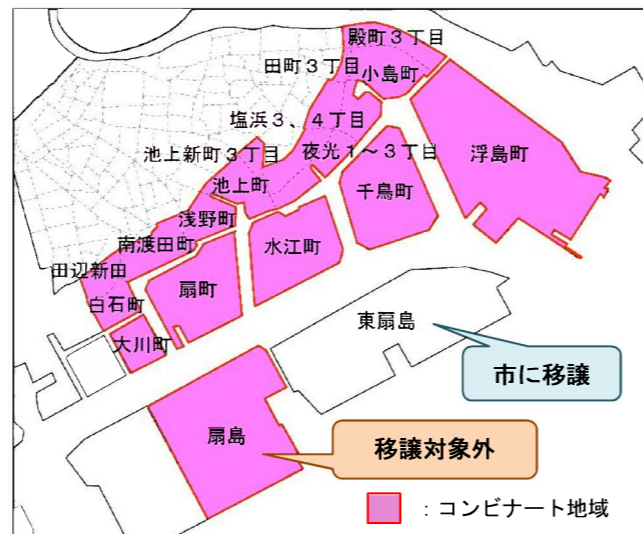 殿町３丁目
田町３丁目
小島町
塩浜３、４丁目
夜光１～３丁目
浮島町
池上新町３丁目
池上町
千鳥町
浅野町
水江町
南渡田町
田辺新田
白石町
扇町
大川町
東扇島
市に移譲
扇島
移譲対象外
：コンビナート地域